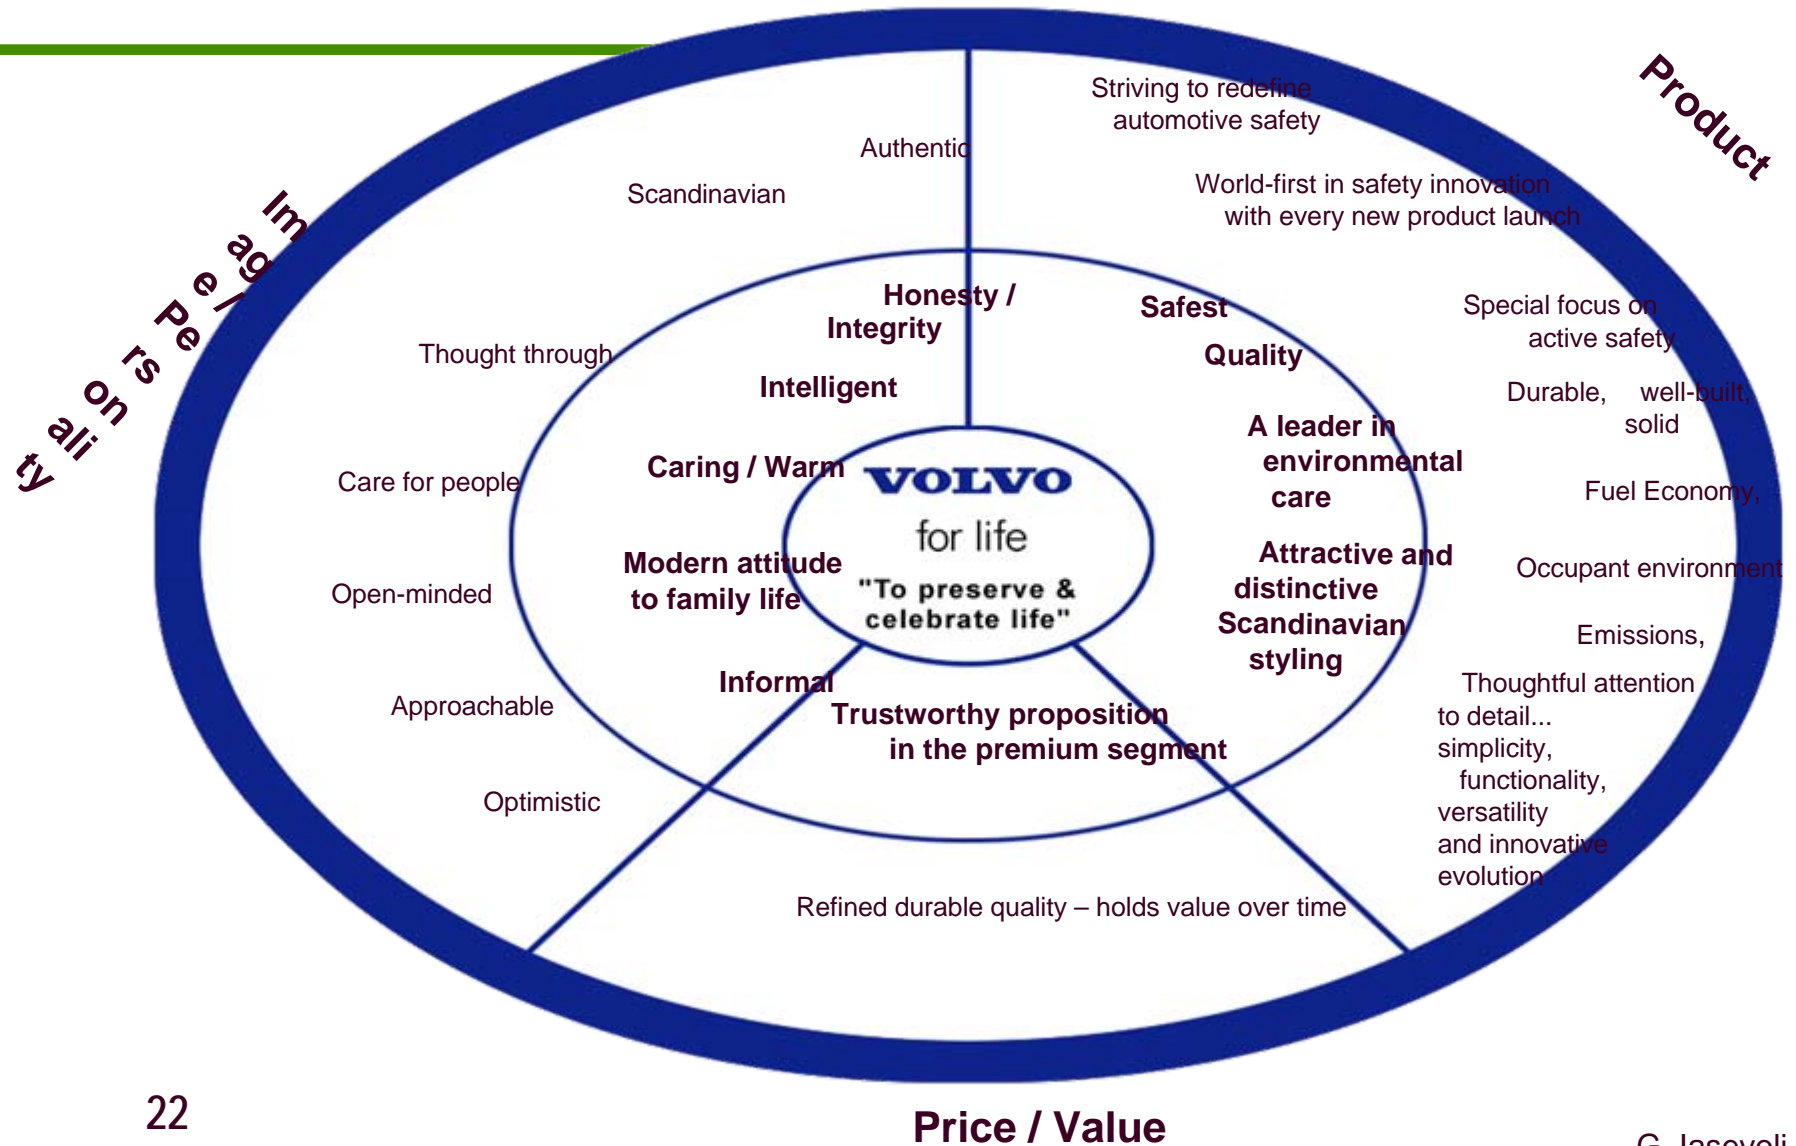 Product
Image / Personality
Striving to redefine
automotive safety
Authentic
World-first in safety innovation
with every new product launch
Scandinavian
Honesty /
Integrity
Safest
Special focus on
active safety
Thought through
Quality
Intelligent
Durable, well-built,
solid
A leader in
environmental
care
Caring / Warm
Care for people
VOLVO
for life
"To preserve &
celebrate life"
Fuel Economy,
Modern attitude
to family life
Attractive and
distinctive
Scandinavian
styling
Occupant environment
Open-minded
Emissions,
Informal
Approachable
Trustworthy proposition
in the premium segment
Thoughtful attention
to detail...
simplicity,
functionality,
versatility
and innovative
evolution
Optimistic
Refined durable quality – holds value over time
22
Price / Value
G. Iasevoli